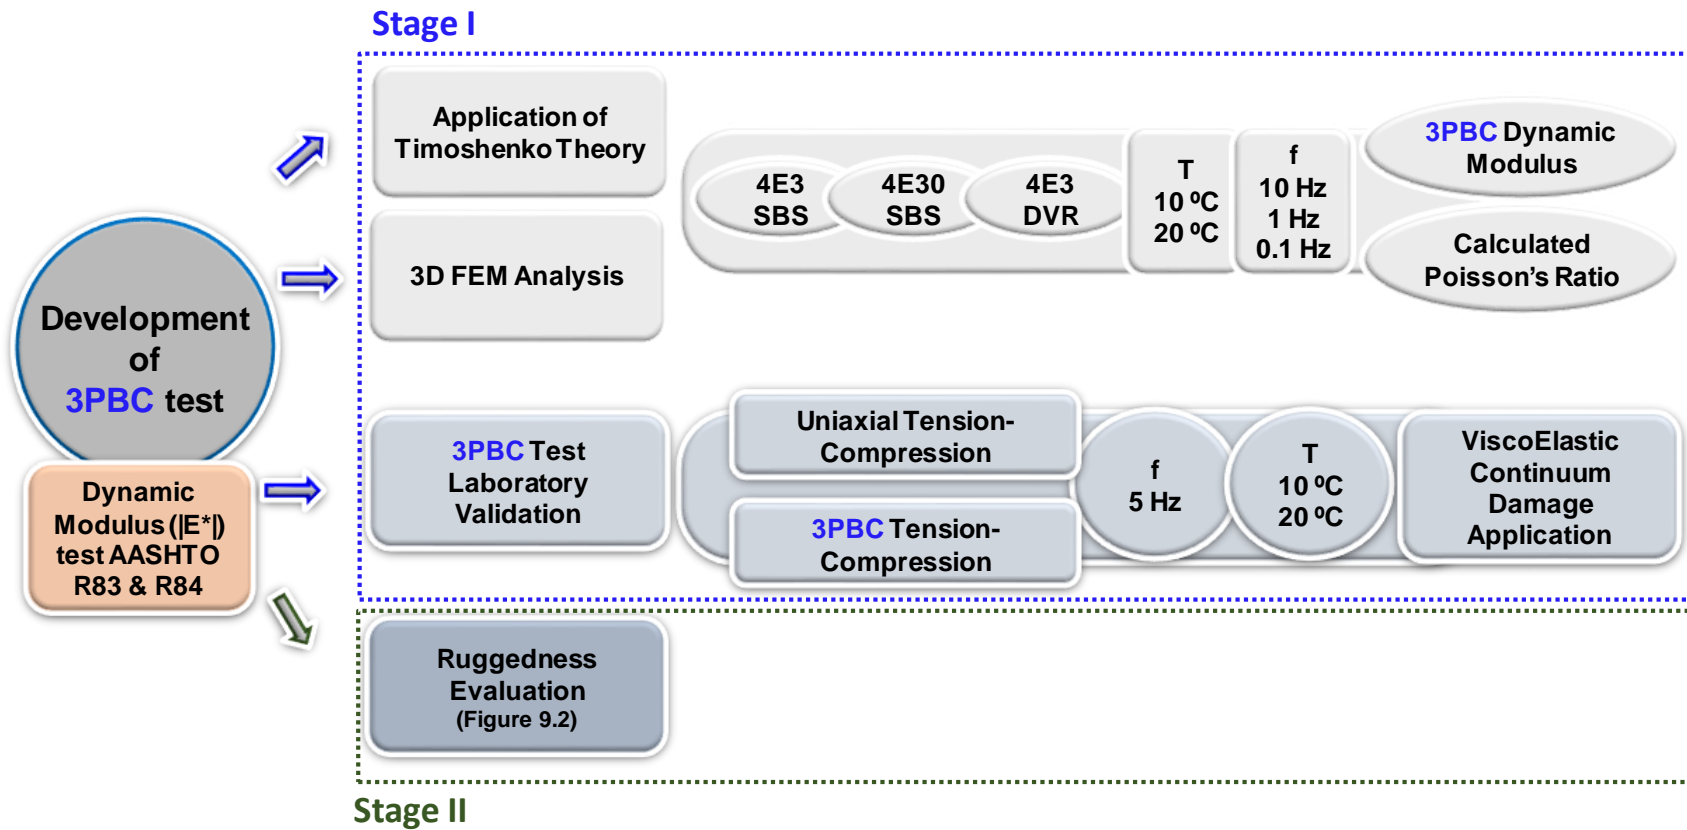 Stage I
Development
of
3PBC test
Dynamic
Modulus (|E*|)
test AASHTO
R83 & R84
Application of
Timoshenko Theory
3D FEM Analysis
4E3
SBS
4E30
SBS
4E3
DVR
T
10 ºC
20 ºC
f
10 Hz
1 Hz
0.1 Hz
3PBC Dynamic
Modulus
Calculated
Poisson's Ratio
3PBC Test
Laboratory
Validation
Uniaxial Tension-
Compression
3PBC Tension-
Compression
f
5 Hz
T
10 ºC
20 ºC
ViscoElastic
Continuum
Damage
Application
Ruggedness
Evaluation
(Figure 9.2)
Stage II